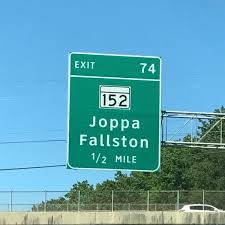 EXIT 74
152
Joppa
Fallston
1/2 MILE